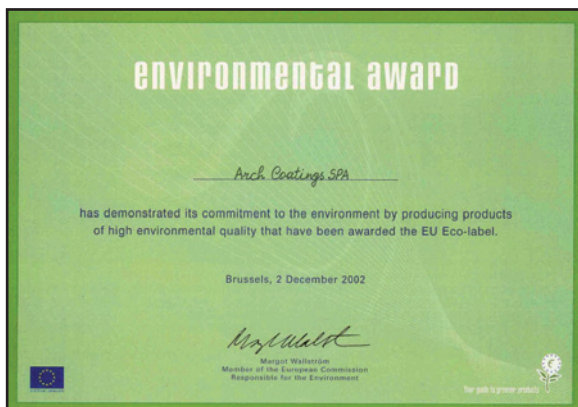 environmental award
Arch Coatings SPA
has demonstrated its commitment to the environment by producing products
of high environmental quality that have been awarded the EU Eco-label.
Brussels, 2 December 2002
Margot Wallström
Member of the European Commission
Responsible for the Environment
Your guide to greener products